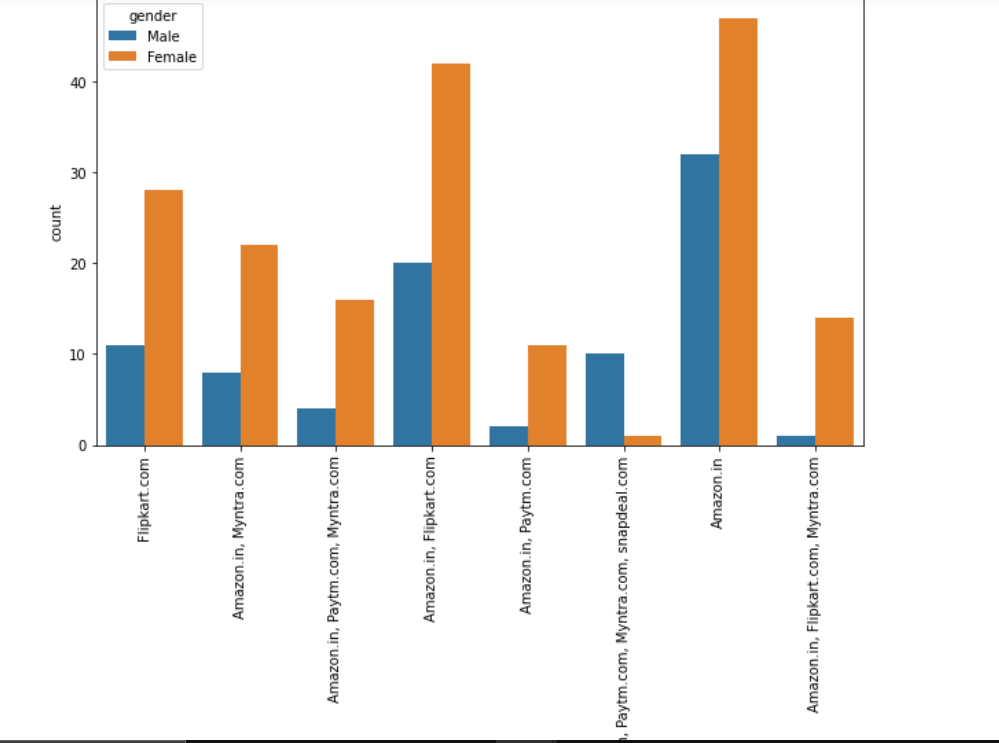 gender
Male
Female
count
40
30
20
10
0
Flipkart.com
Amazon.in, Myntra.com
Amazon.in, Paytm.com, Myntra.com
Amazon.in, Flipkart.com
Amazon.in, Paytm.com
, Paytm.com, Myntra.com, snapdeal.com
Amazon.in
Amazon.in, Flipkart.com, Myntra.com